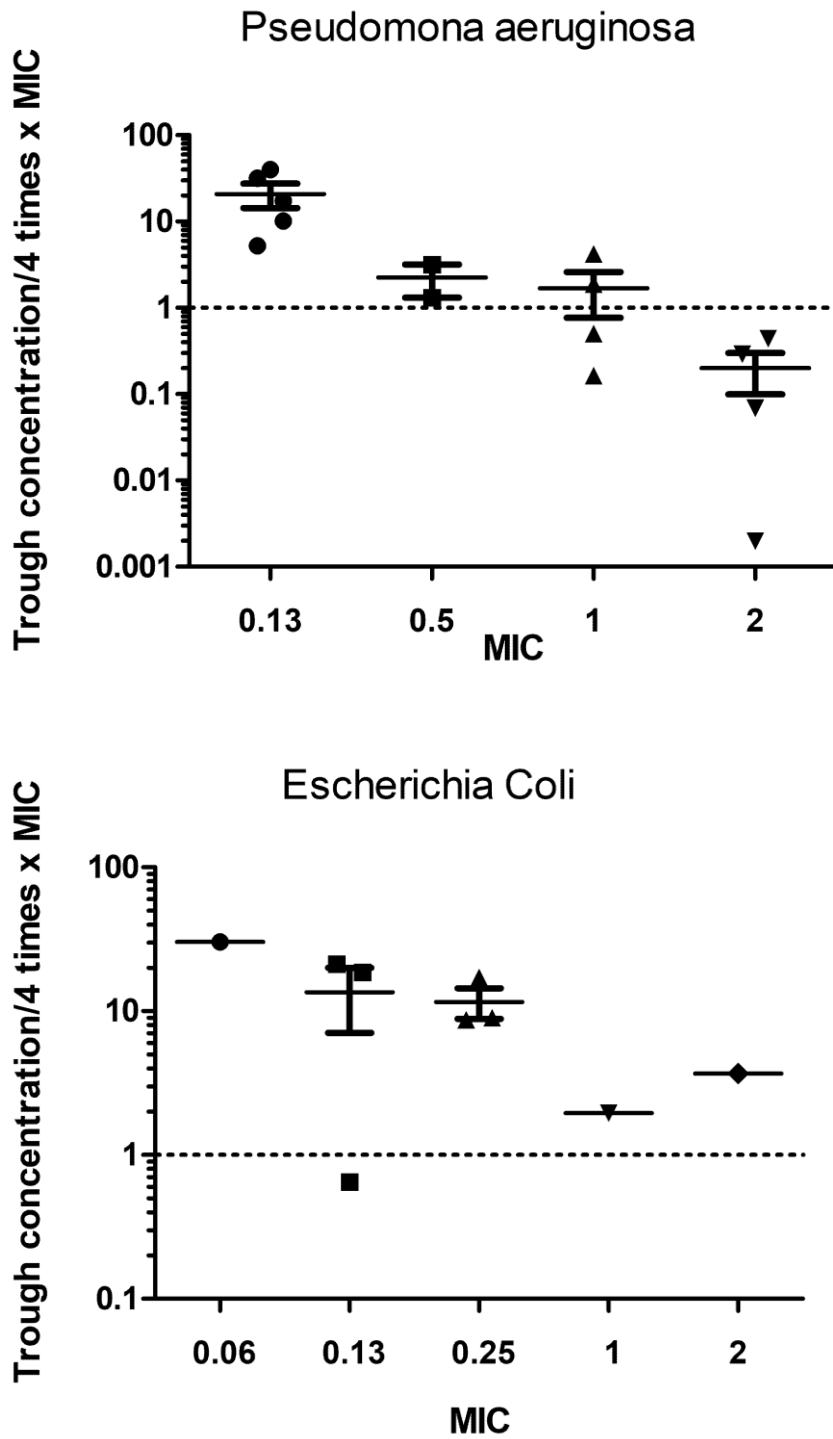 Pseudomona aeruginosa
Trough concentration/4 times x MIC
100
10
1
0.1
0.01
0.001
0.13 0.5 1 2
MIC
Escherichia Coli
Trough concentration/4 times x MIC
100
10
1
0.1
0.06 0.13 0.25 1 2
MIC